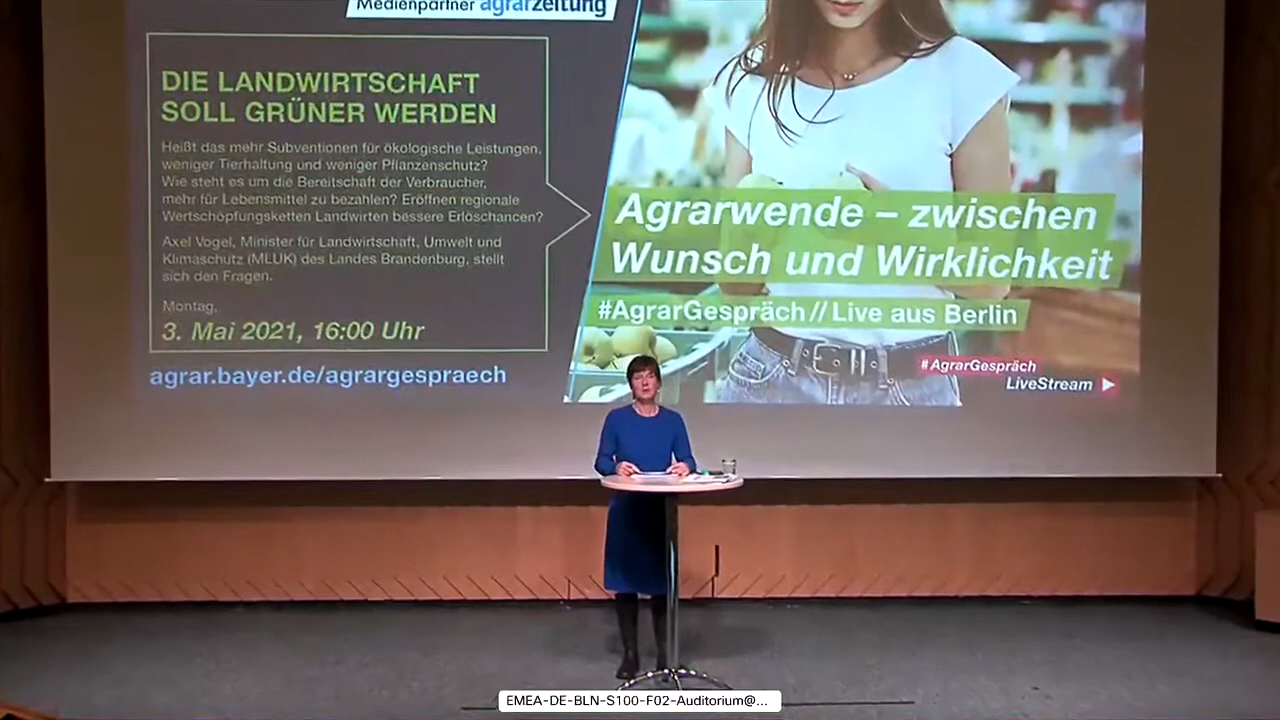 Medienpartner agrarzeitung
DIE LANDWIRTSCHAFT
SOLL GRÜNER WERDEN
Heißt das mehr Subventionen für ökologische Leistungen,
weniger Tierhaltung und weniger Pflanzenschutz?
Wie steht es um die Bereitschaft der Verbraucher,
mehr für Lebensmittel zu bezahlen? Eröffnen regionale
Wertschöpfungsketten Landwirten bessere Erlöschancen?
Axel Vogel, Minister für Landwirtschaft, Umwelt und
Klimaschutz (MLUK) des Landes Brandenburg, stellt
sich den Fragen.
Montag,
3. Mai 2021, 16:00 Uhr
agrar.bayer.de/agrargespraech
Agrarwende – zwischen
Wunsch und Wirklichkeit
#AgrarGespräch // Live aus Berlin
#AgrarGespräch
LiveStream
EMEA-DE-BLN-S100-F02-Auditorium@...